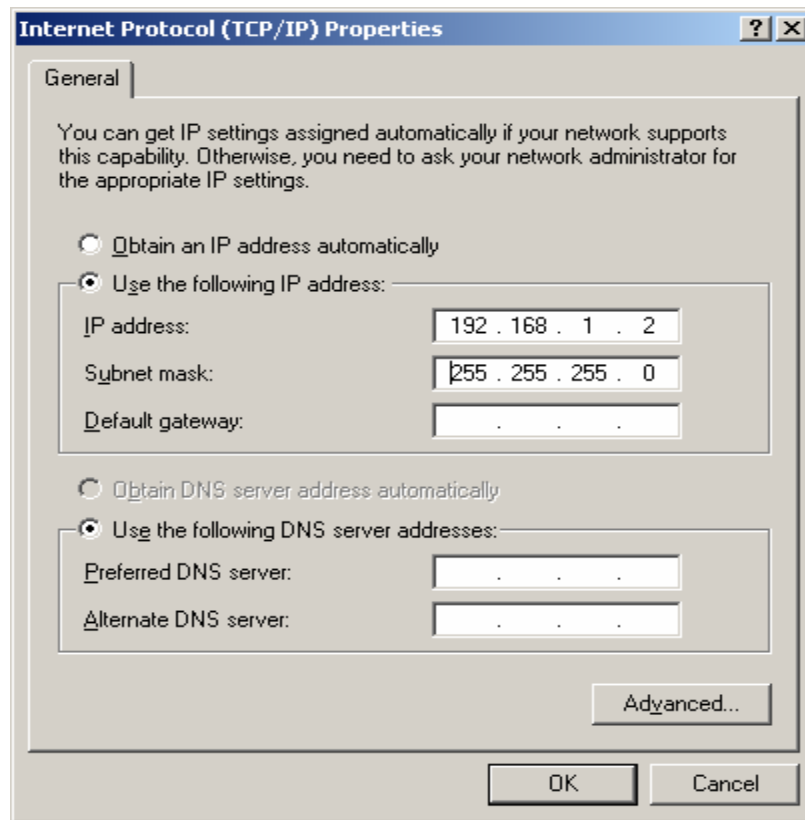 Internet Protocol (TCP/IP) Properties
General
You can get IP settings assigned automatically if your network supports
this capability. Otherwise, you need to ask your network administrator for
the appropriate IP settings.
Obtain an IP address automatically
Use the following IP address:
IP address: 192 . 168 . 1 . 2
Subnet mask: 255 . 255 . 255 . 0
Default gateway: . . .
Obtain DNS server address automatically
Use the following DNS server addresses:
Preferred DNS server: . . .
Alternate DNS server: . . .
Advanced...
OK Cancel